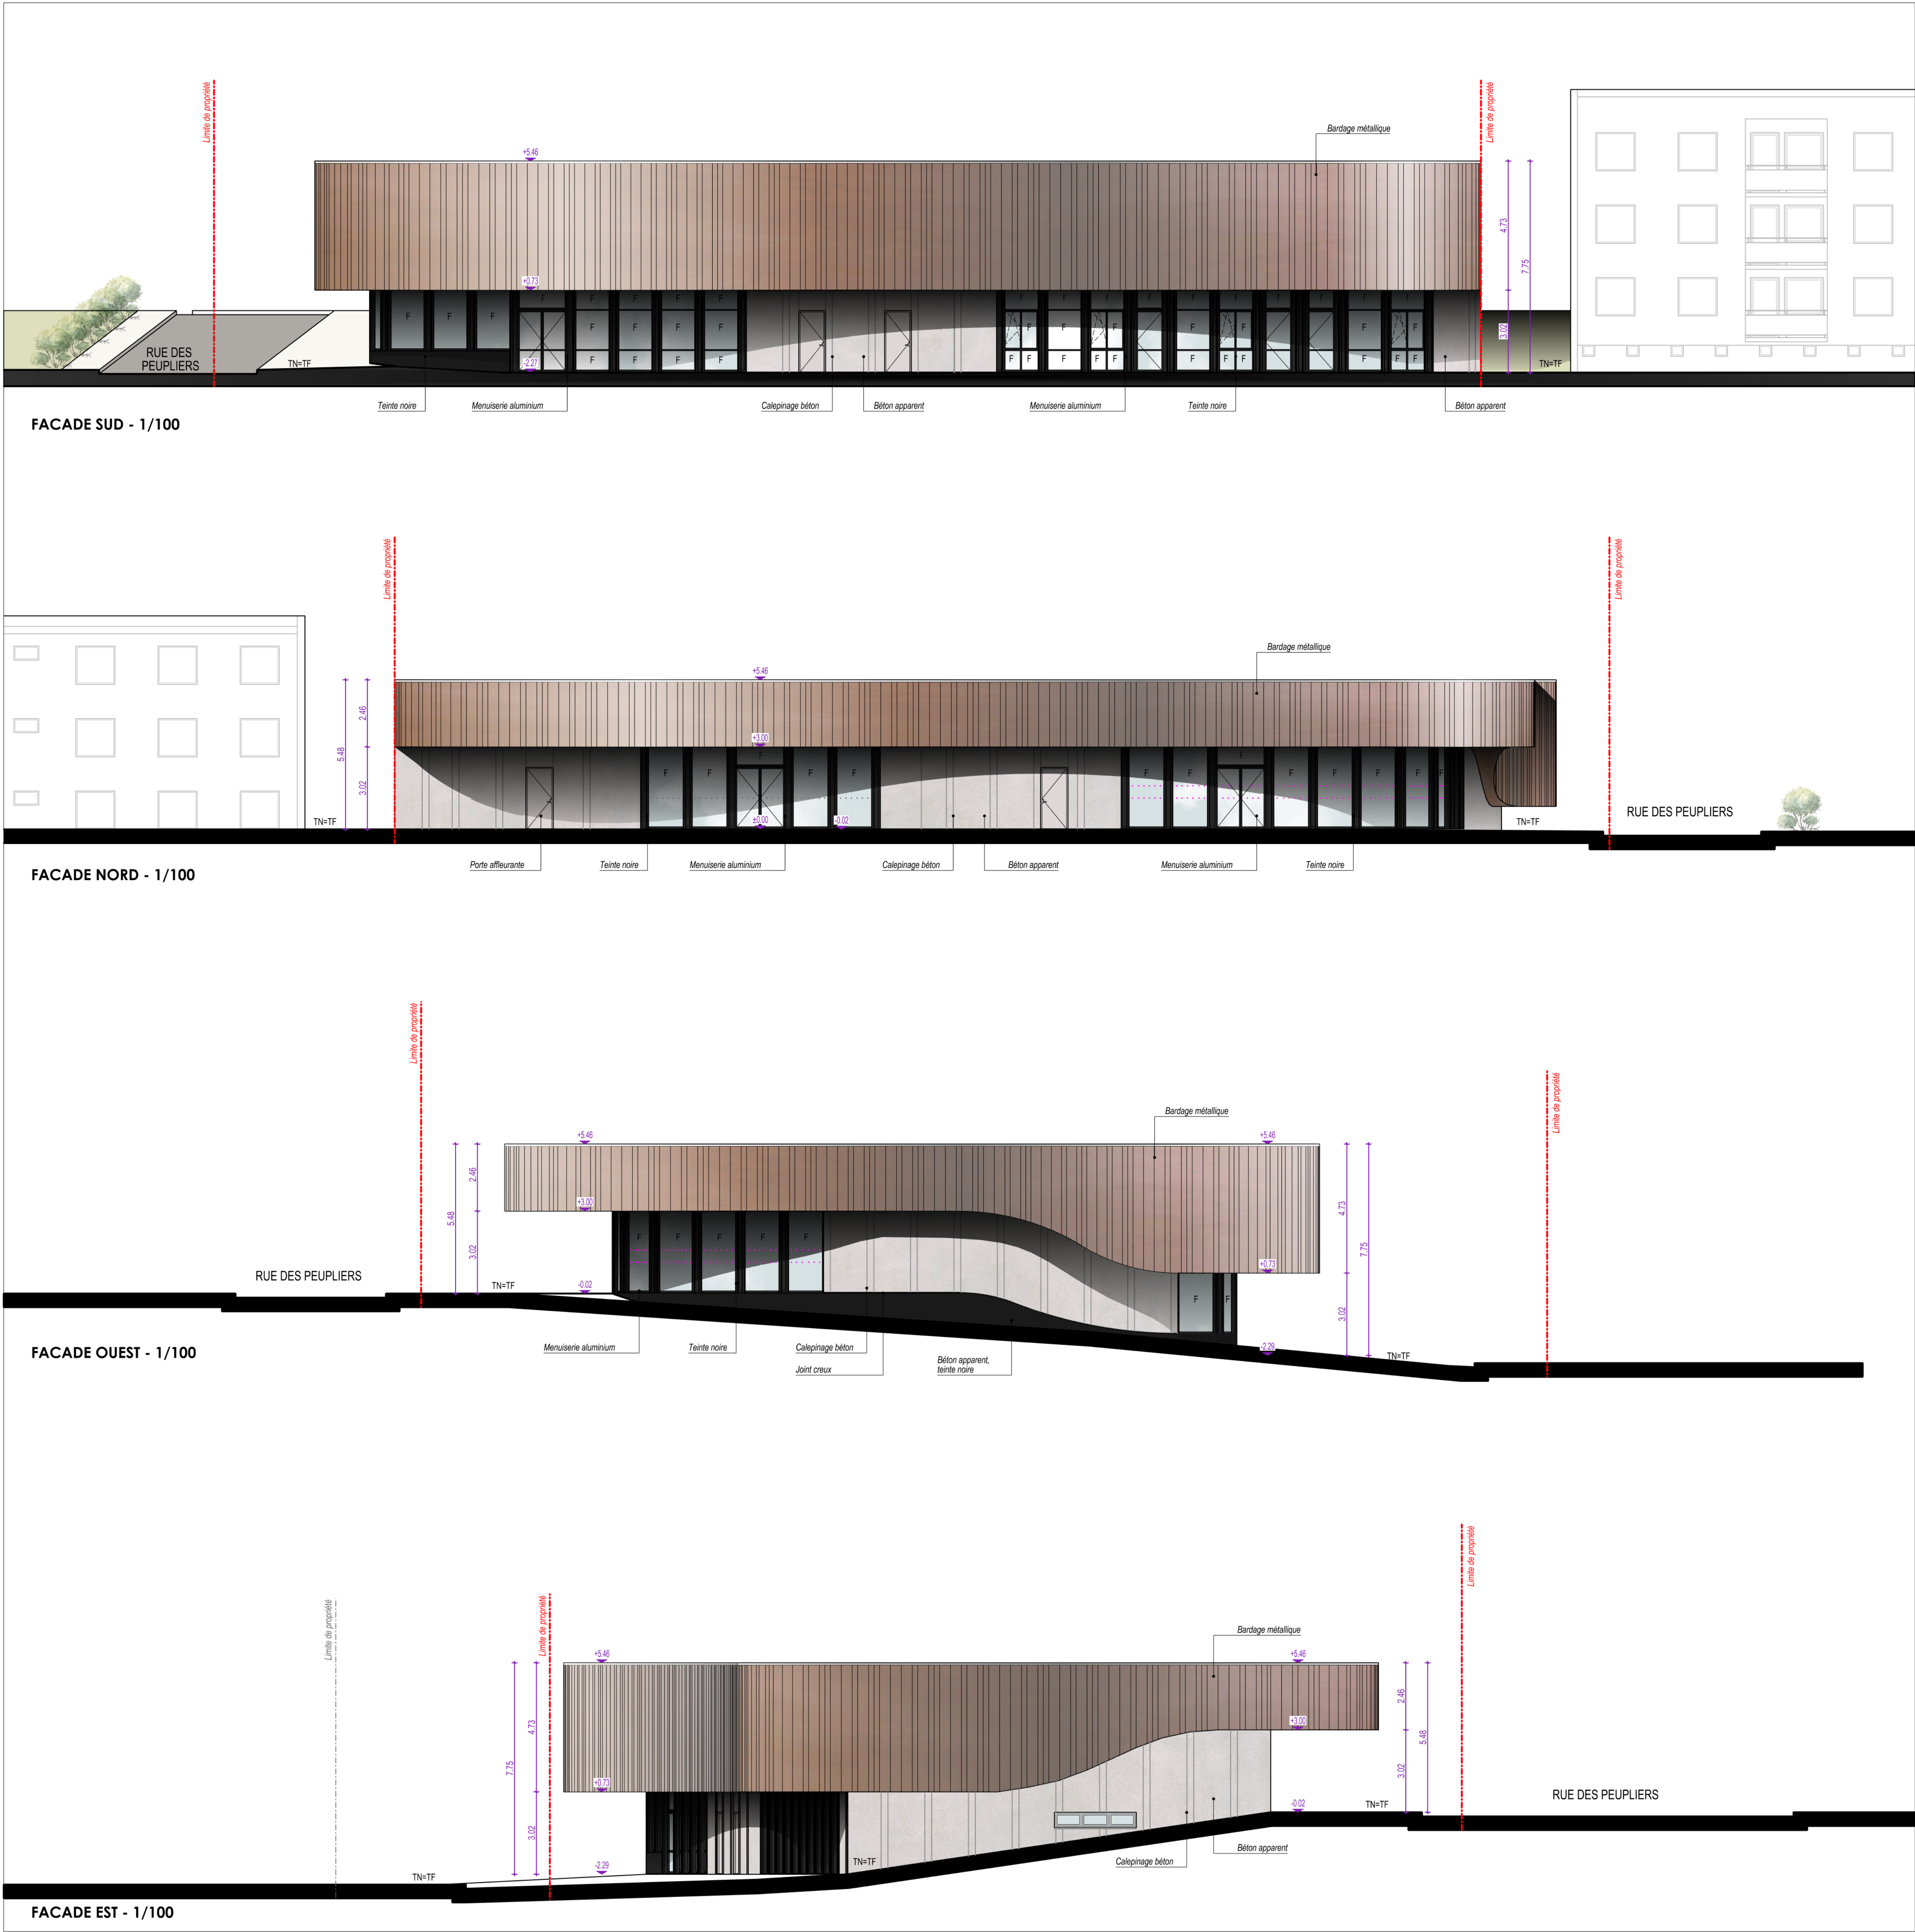 Limite de propriété
Limite de propriété
Bardage métallique
+5.46
4.73
7.75
+0.73
F F F F F F F F F F F F F F F F F
F F F F F F F F F F F F F
3.02
RUE DES
PEUPLIERS
TN=TF
-2.27
F F F F F F F F F F F F F F F F
TN=TF
Teinte noire
Menuiserie aluminium
Calepinage béton
Béton apparent
Menuiserie aluminium
Teinte noire
Béton apparent
FACADE SUD - 1/100
Limite de propriété
Limite de propriété
Bardage métallique
+5.46
2.46
5.48
+3.00
F F
F F F F F F F F F F F F
3.02
TN=TF
±0.00
-0.02
TN=TF
RUE DES PEUPLIERS
Porte affleurante
Teinte noire
Menuiserie aluminium
Calepinage béton
Béton apparent
Menuiserie aluminium
Teinte noire
FACADE NORD - 1/100
Limite de propriété
Limite de propriété
Bardage métallique
+5.46
+5.46
2.46
4.73
5.48
7.75
+3.00
F F F F F
3.02
+0.73
RUE DES PEUPLIERS
TN=TF
-0.02
F F
3.02
-2.29
TN=TF
Menuiserie aluminium
Teinte noire
Calepinage béton
Joint creux
Béton apparent,
teinte noire
FACADE OUEST - 1/100
Limite de propriété
Limite de propriété
Limite de propriété
Bardage métallique
+5.46
+5.46
4.73
2.46
7.75
5.48
+3.00
+0.73
3.02
3.02
RUE DES PEUPLIERS
-0.02
TN=TF
TN=TF
-2.29
TN=TF
Calepinage béton
Béton apparent
FACADE EST - 1/100